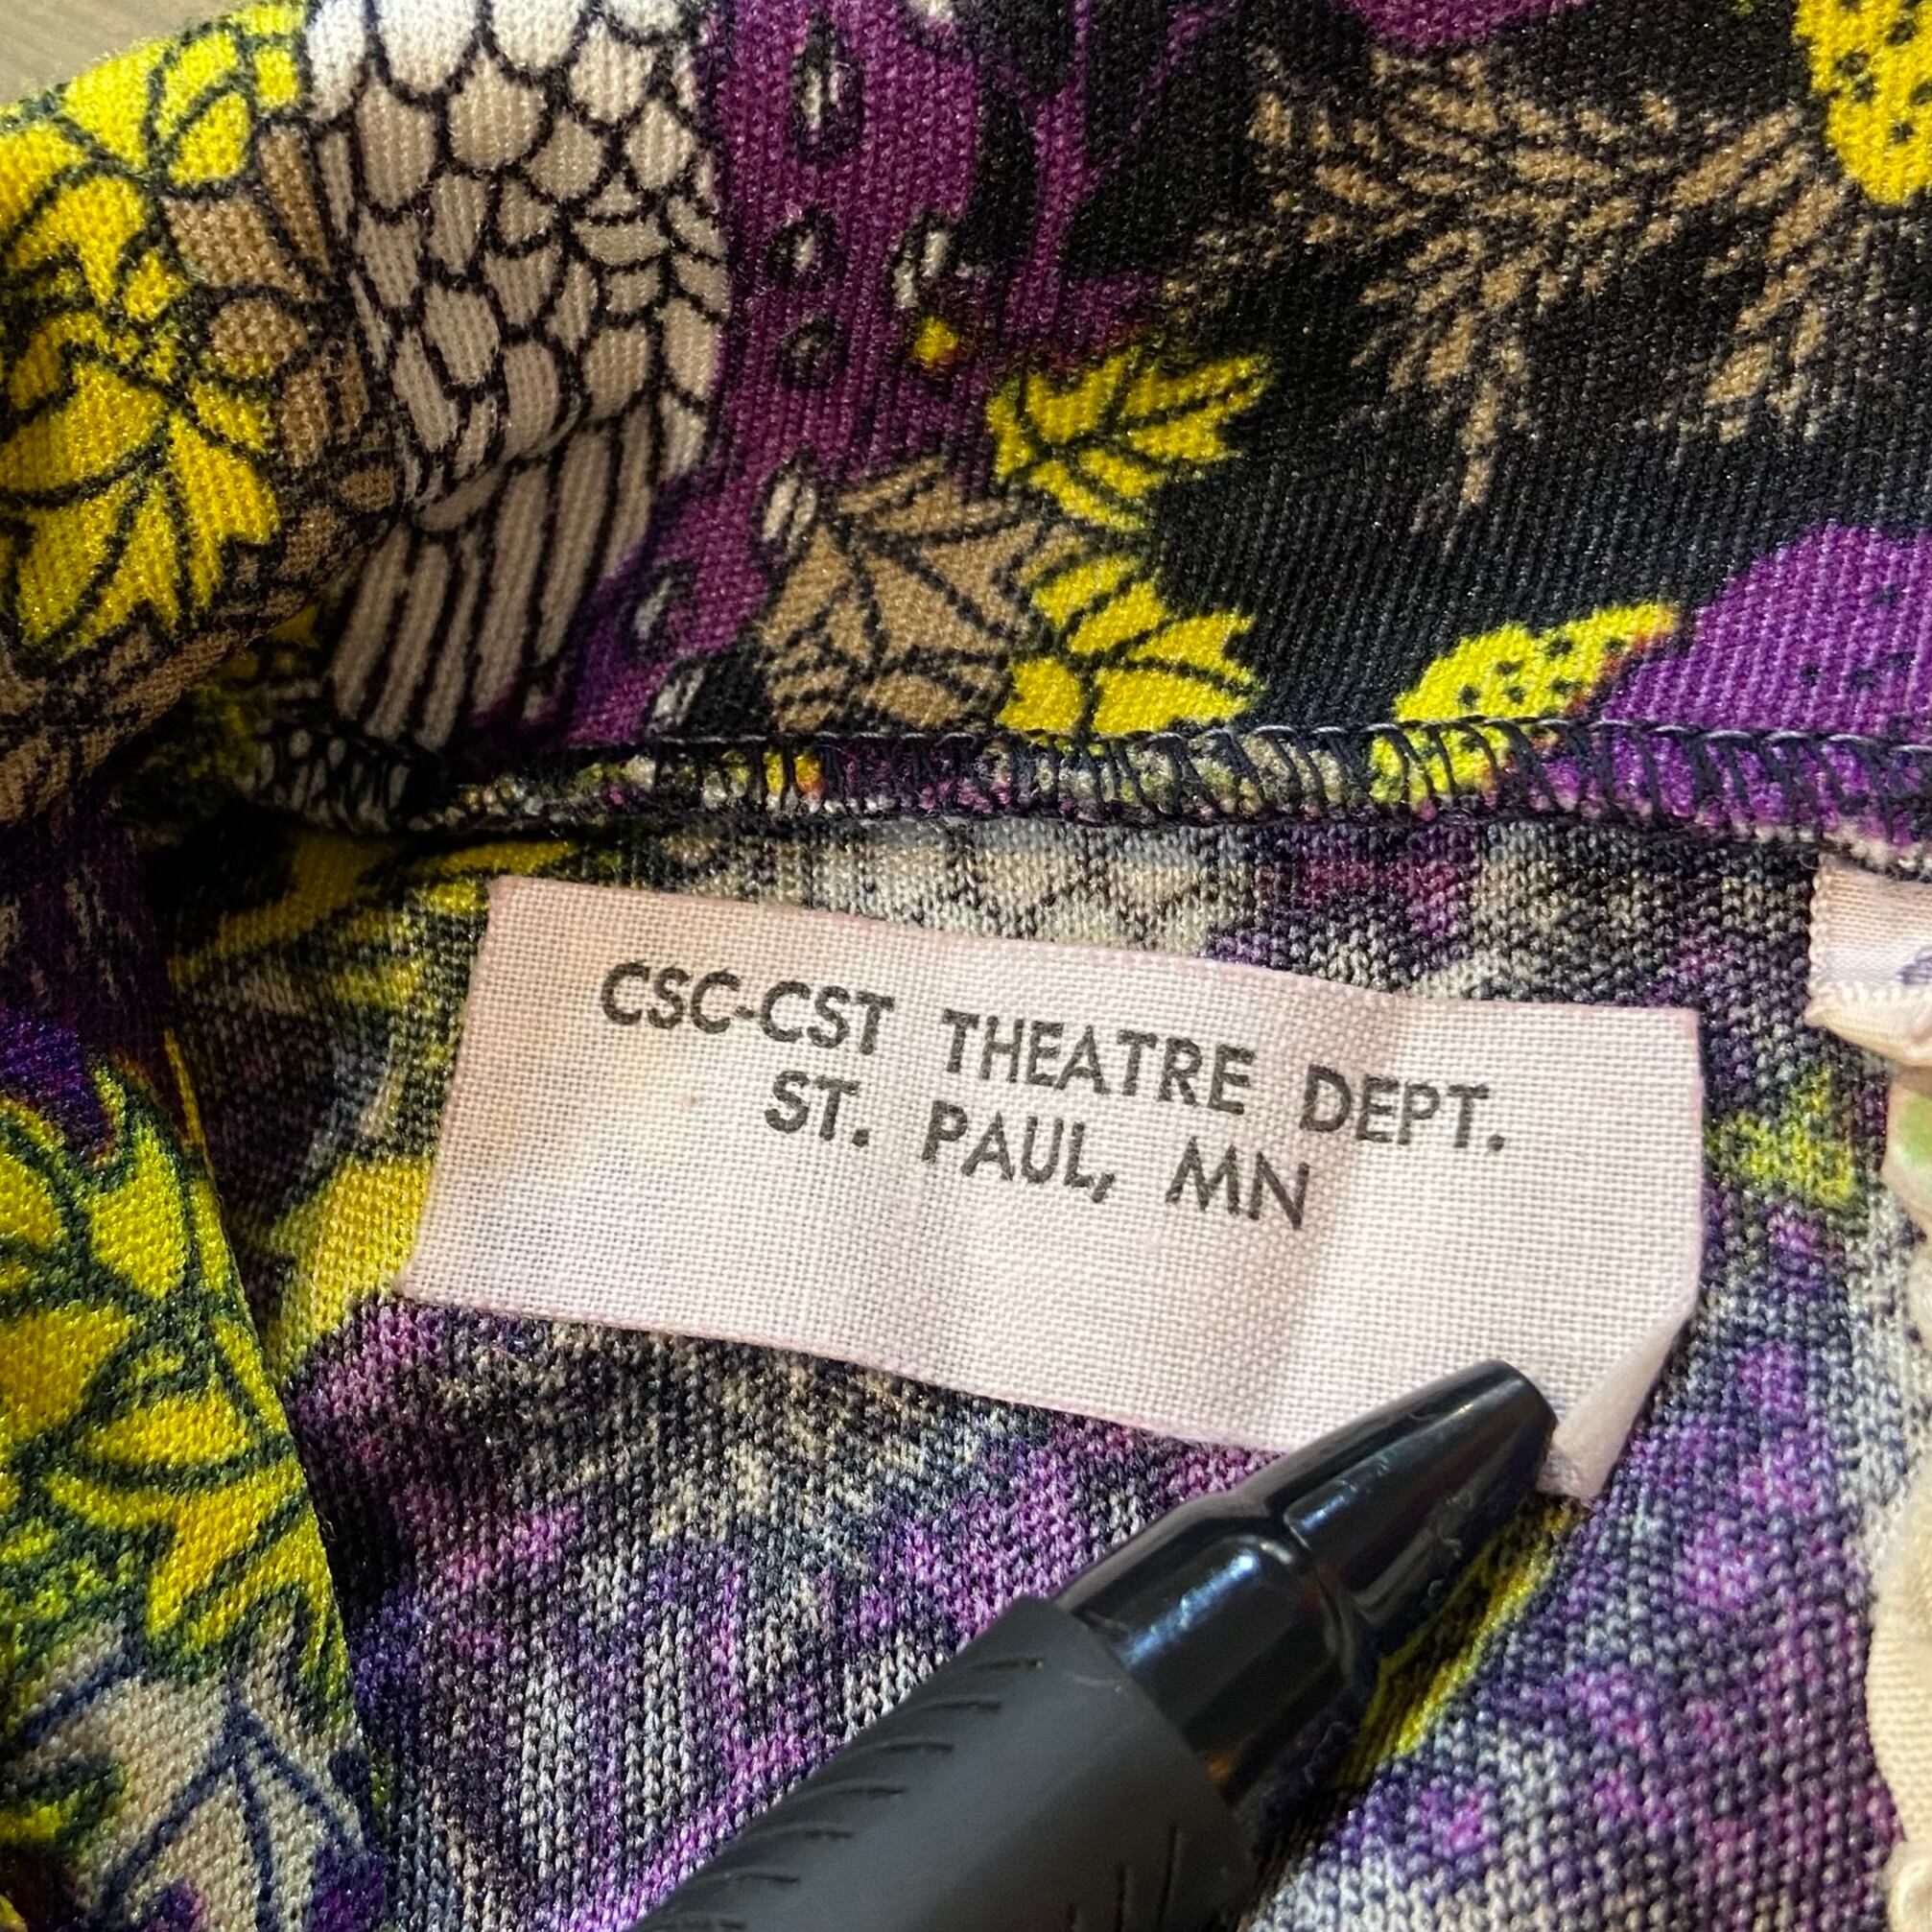 CSC-CST THEATRE DEPT.
ST. PAUL, MN